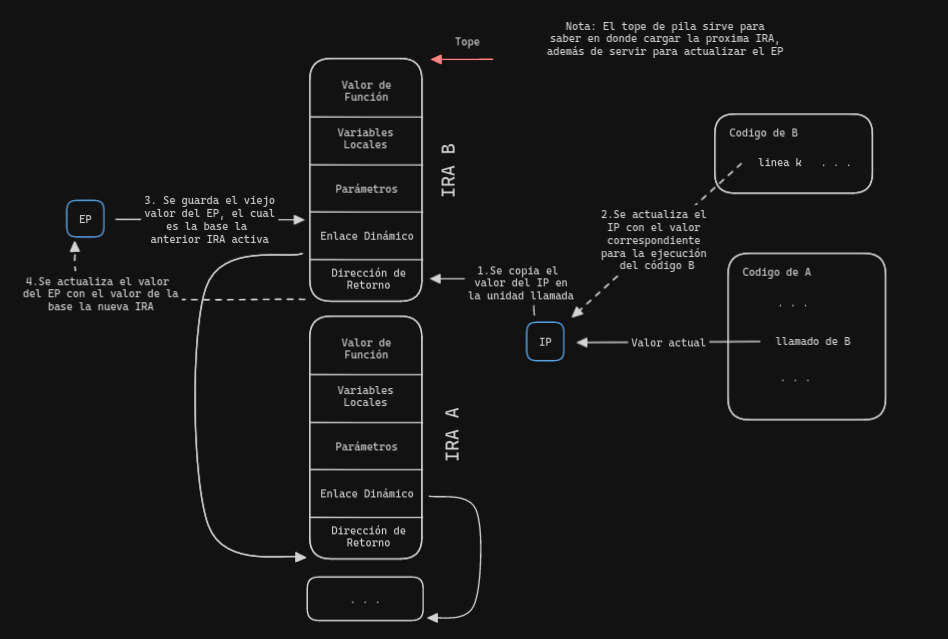 Nota: El tope de pila sirve para
saber en donde cargar la proxima IRA,
además de servir para actualizar el EP
Tope
Valor de
Función
Variables
Locales
Parámetros
Enlace Dinámico
Dirección de
Retorno
IRA B
EP
3. Se guarda el viejo
valor del EP, el cual
es la base la
anterior IRA activa
4.Se actualiza el valor
del EP con el valor de la
base la nueva IRA
1.Se copia el
valor del IP en
la unidad llamada
2.Se actualiza el
IP con el valor
correspondiente
para la ejecución
del código B
Codigo de B
linea k . . .
Codigo de A
. . .
llamado de B
. . .
IP
Valor actual
Valor de
Función
Variables
Locales
Parámetros
Enlace Dinámico
Dirección de
Retorno
IRA A
. . .